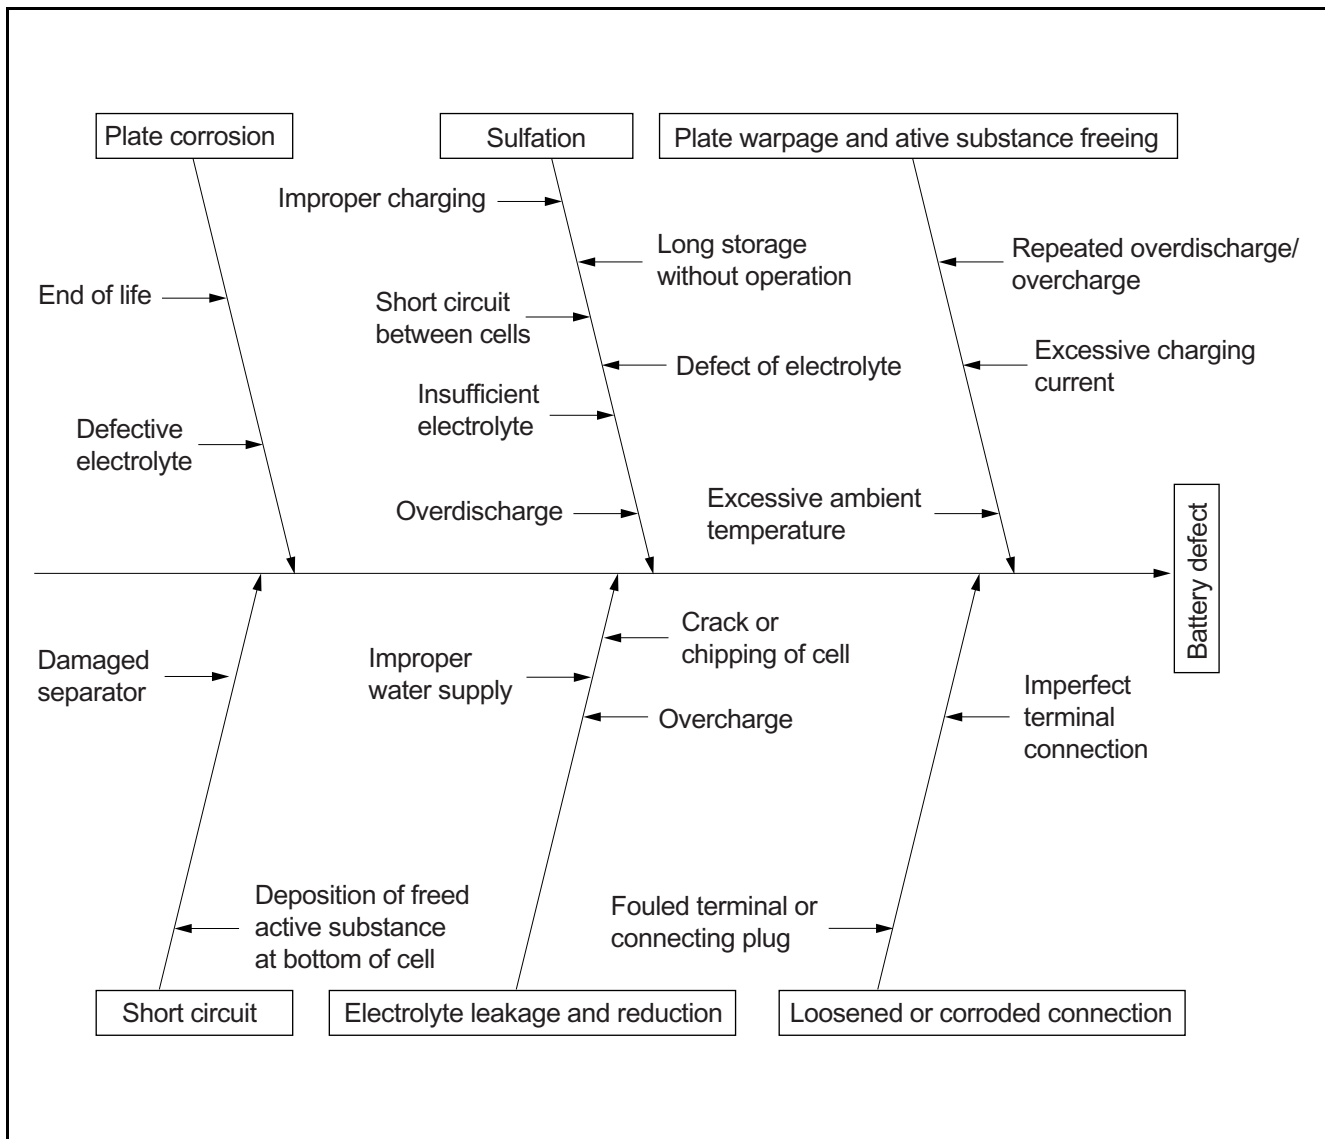 Plate corrosion
Sulfation
Plate warpage and ative substance freeing
Improper charging
Long storage
without operation
Repeated overdischarge/
overcharge
End of life
Short circuit
between cells
Defect of electrolyte
Excessive charging
current
Insufficient
electrolyte
Defective
electrolyte
Overdischarge
Excessive ambient
temperature
Battery defect
Damaged
separator
Improper
water supply
Crack or
chipping of cell
Overcharge
Imperfect
terminal
connection
Deposition of freed
active substance
at bottom of cell
Fouled terminal or
connecting plug
Short circuit
Electrolyte leakage and reduction
Loosened or corroded connection